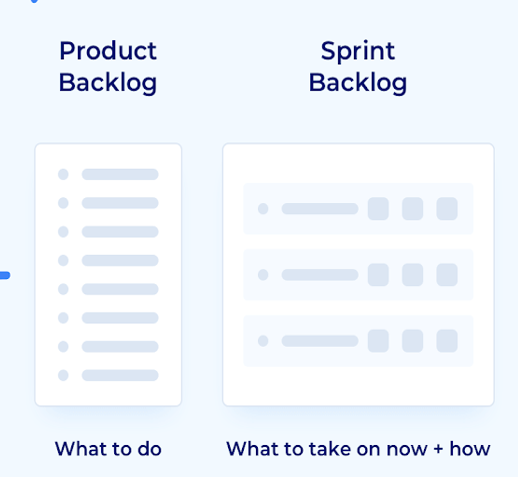 Product
Backlog
Sprint
Backlog
What to do
What to take on now + how